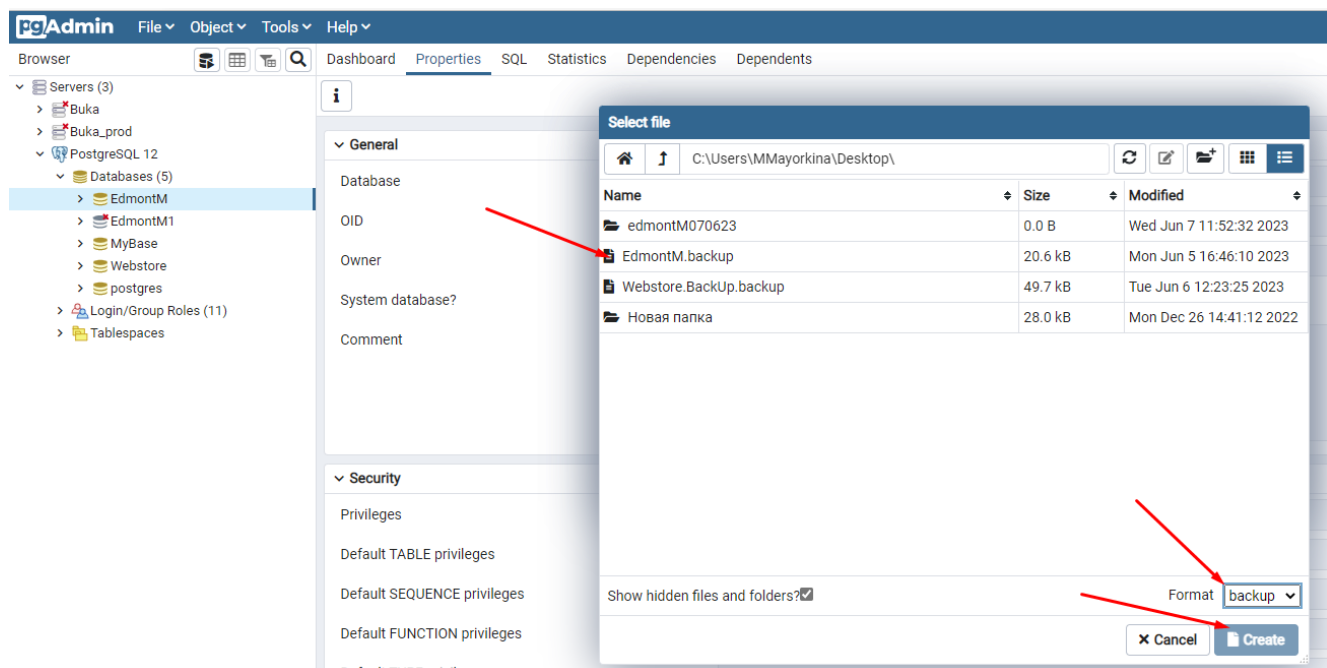 pgAdmin File Object Tools Help
Browser
Dashboard Properties SQL Statistics Dependencies Dependents
Servers (3)
Buka
Buka_prod
PostgreSQL 12
Databases (5)
EdmontM
EdmontM1
MyBase
Webstore
postgres
Login/Group Roles (11)
Tablespaces
i
General
Database
OID
Owner
System database?
Comment
Security
Privileges
Default TABLE privileges
Default SEQUENCE privileges
Default FUNCTION privileges
Select file
C:\Users\MMayorkina\Desktop\
Name Size Modified
edmontM070623 0.0 B Wed Jun 7 11:52:32 2023
EdmontM.backup 20.6 kB Mon Jun 5 16:46:10 2023
Webstore.BackUp.backup 49.7 kB Tue Jun 6 12:23:25 2023
Новая папка 28.0 kB Mon Dec 26 14:41:12 2022
Show hidden files and folders? Format backup
Cancel Create